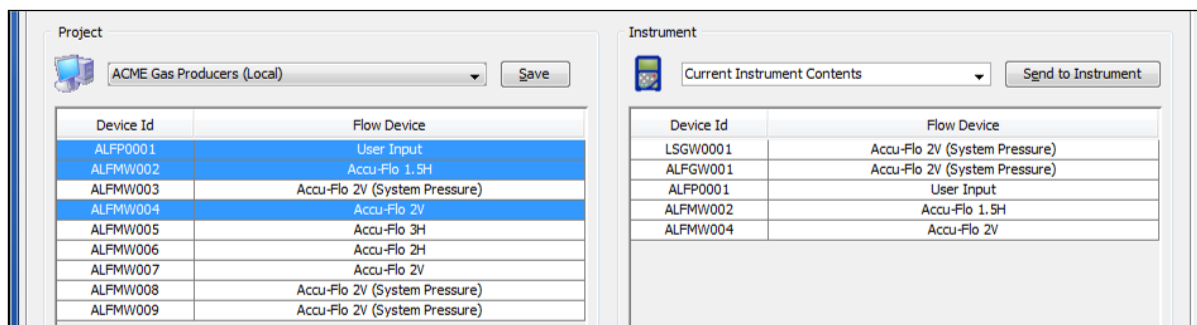 Project
ACME Gas Producers (Local)
Save
Device Id Flow Device
ALFP0001 User Input
ALFMW002 Accu-Flo 1.5H
ALFMW003 Accu-Flo 2V (System Pressure)
ALFMW004 Accu-Flo 2V
ALFMW005 Accu-Flo 3H
ALFMW006 Accu-Flo 2H
ALFMW007 Accu-Flo 2V
ALFMW008 Accu-Flo 2V (System Pressure)
ALFMW009 Accu-Flo 2V (System Pressure)
Instrument
Current Instrument Contents
Send to Instrument
Device Id Flow Device
LSGW0001 Accu-Flo 2V (System Pressure)
ALFGW001 Accu-Flo 2V (System Pressure)
ALFP0001 User Input
ALFMW002 Accu-Flo 1.5H
ALFMW004 Accu-Flo 2V